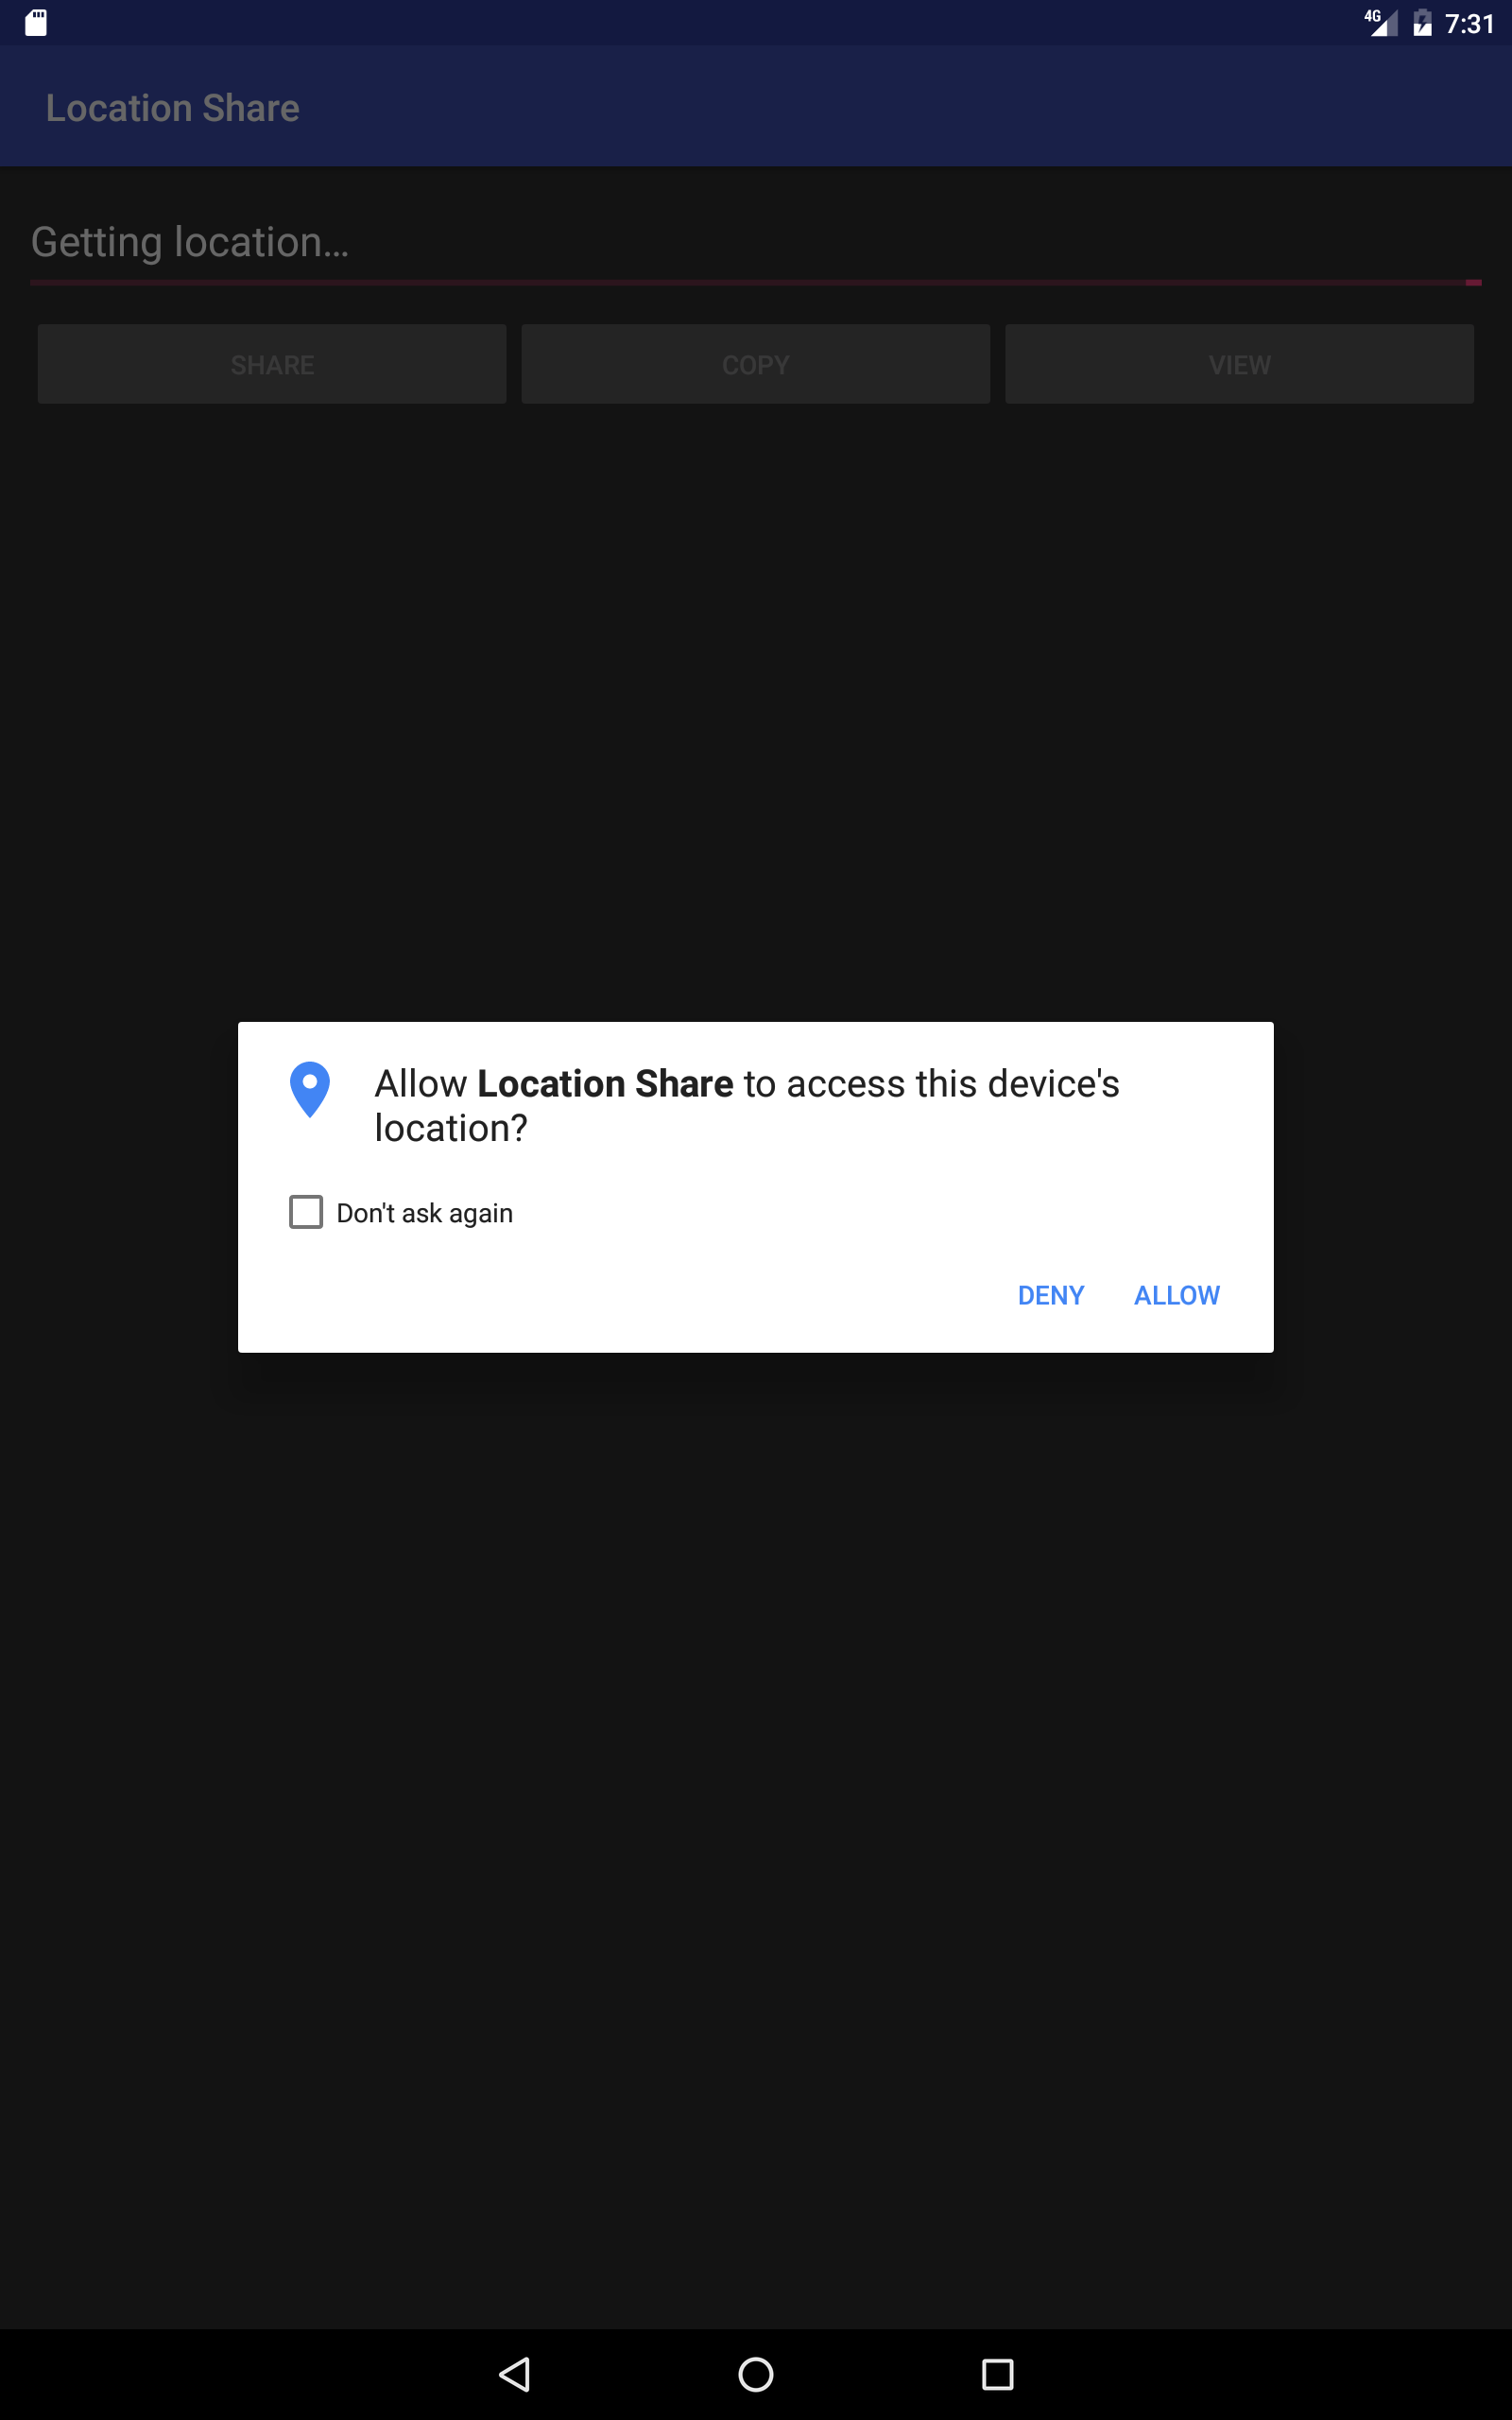 4G 7:31
Location Share
Getting location...
SHARE COPY VIEW
Allow Location Share to access this device's
location?
Don't ask again
DENY ALLOW